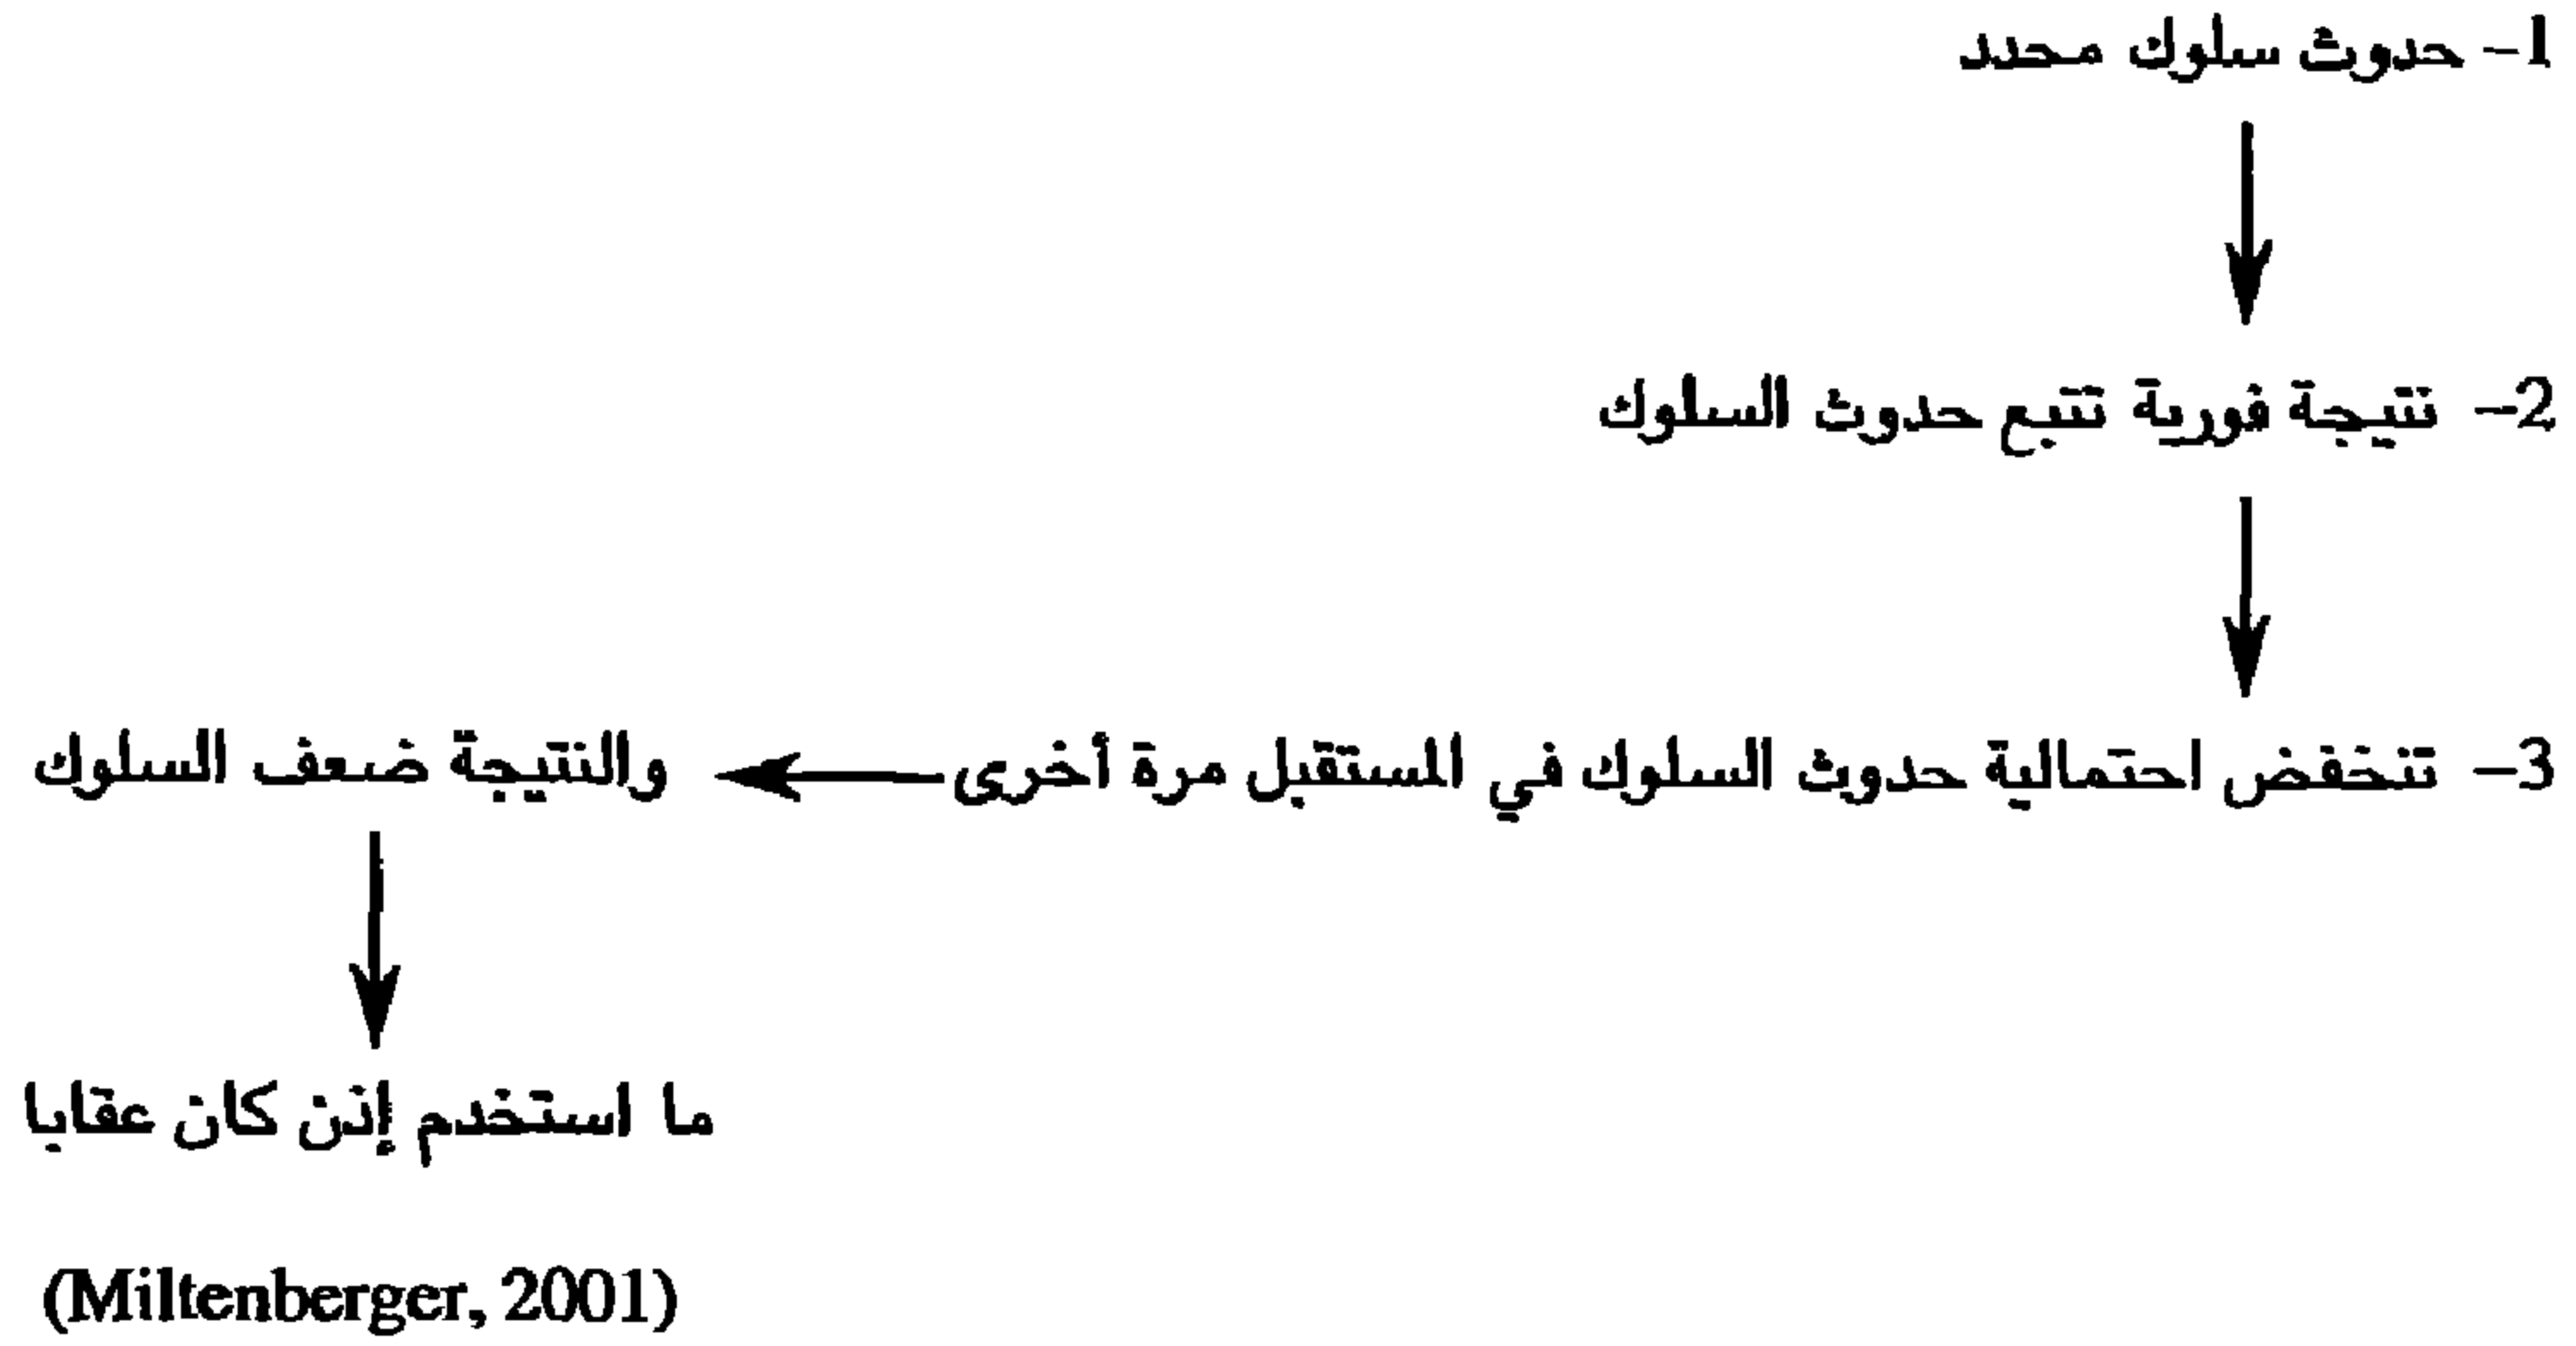 1- حدوث سلوك محدد
2- نتيجة فورية تتبع حدوث السلوك
3- تنخفض احتمالية حدوث السلوك في المستقبل مرة أخرى والنتيجة ضعف السلوك
ما استخدم إذن كان عقابا
(Miltenberger, 2001)